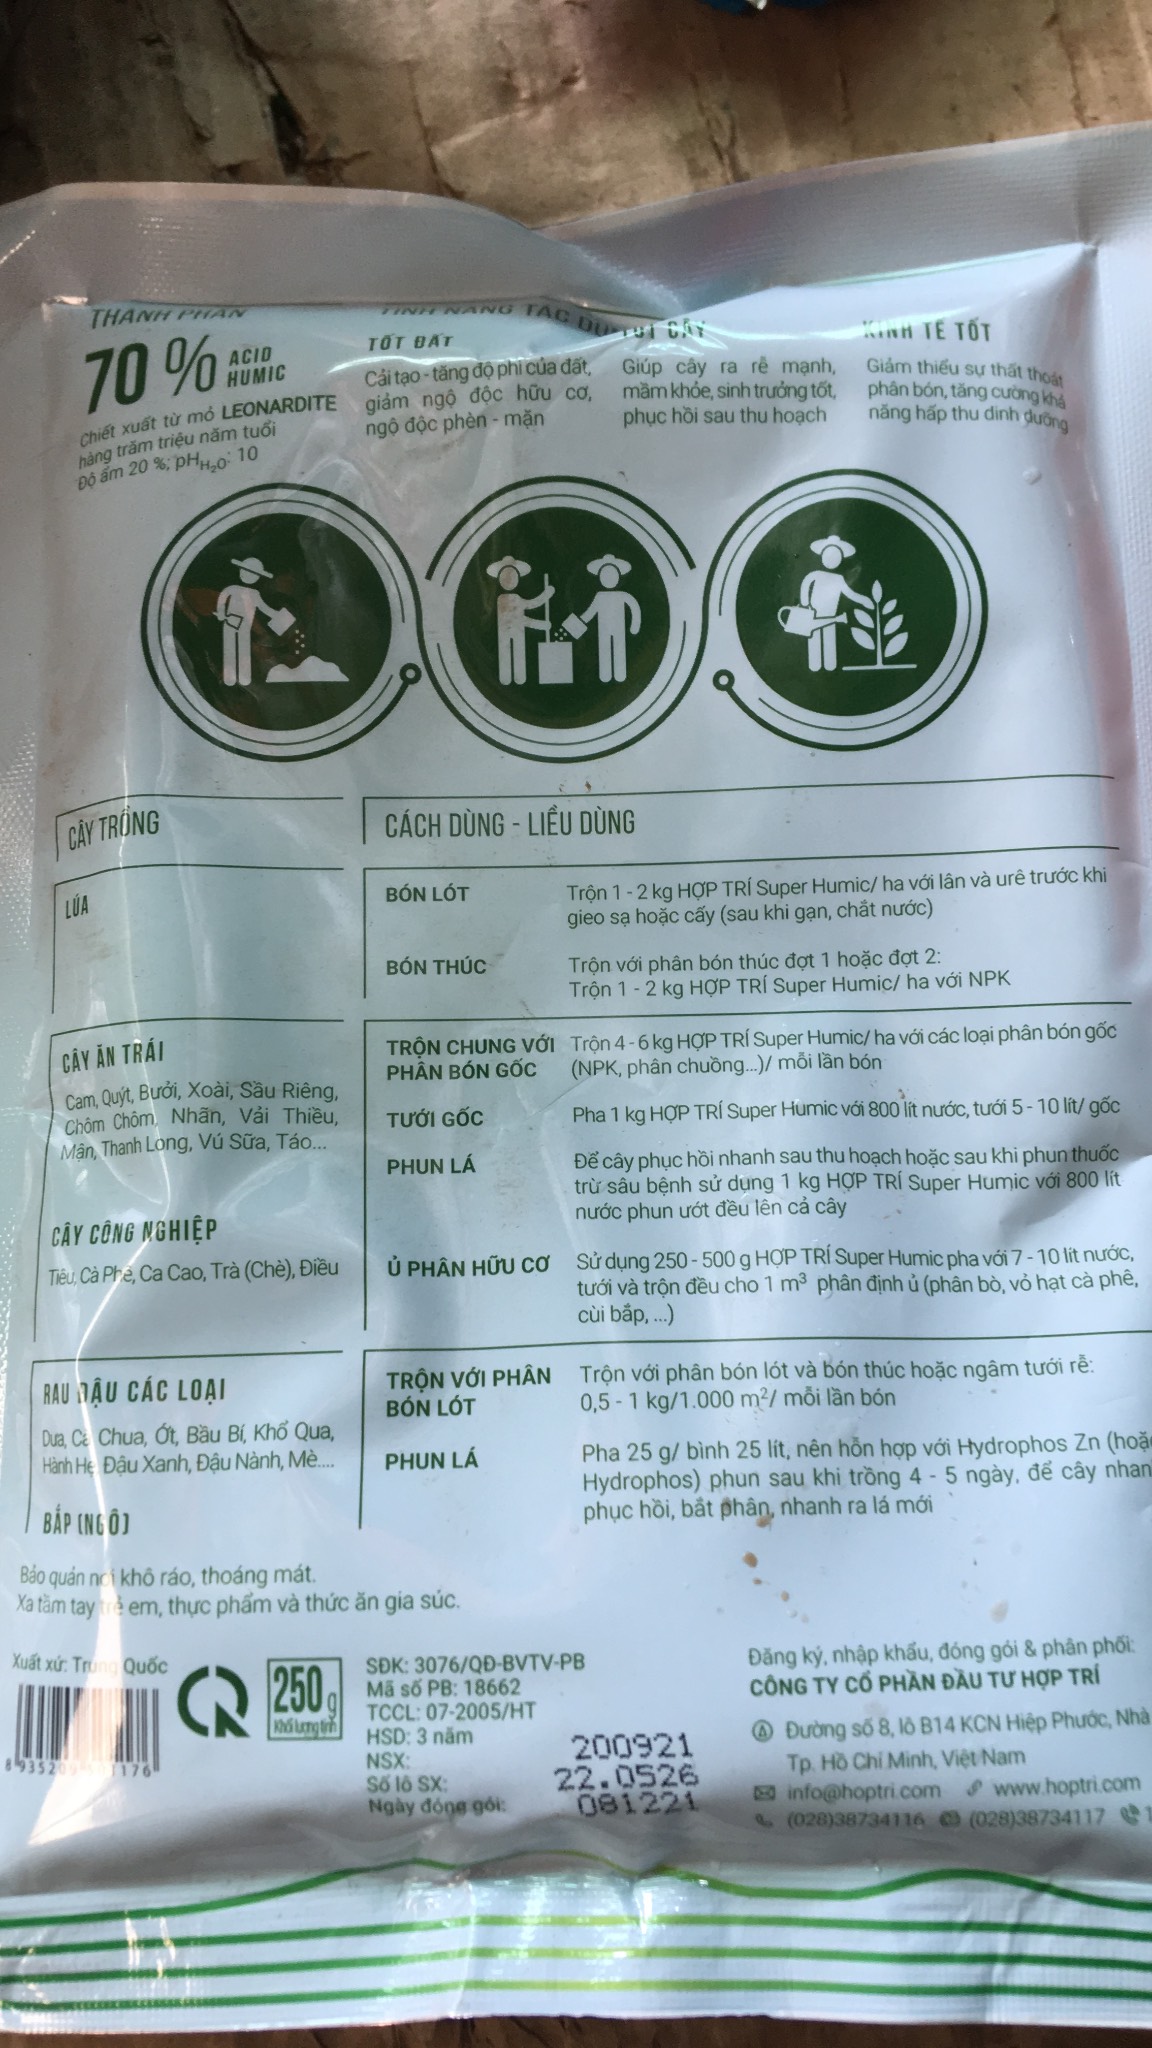 THÀNH PHẦN
70 % ACID HUMIC
Chiết xuất từ mỏ LEONARDITE
hàng trăm triệu năm tuổi
Độ ẩm 20 %; pHH₂O: 10
TÍNH NĂNG TÁC DỤNG
TỐT ĐẤT
Cải tạo - tăng độ phì của đất,
giảm ngộ độc hữu cơ,
ngộ độc phèn - mặn
TỐT CÂY
Giúp cây ra rễ mạnh,
mầm khỏe, sinh trưởng tốt,
phục hồi sau thu hoạch
KINH TẾ TỐT
Giảm thiểu sự thất thoát
phân bón, tăng cường khả
năng hấp thu dinh dưỡng
CÂY TRỒNG
CÁCH DÙNG - LIỀU DÙNG
LÚA
BÓN LÓT
Trộn 1 - 2 kg HỢP TRÍ Super Humic/ ha với lân và urê trước khi
gieo sạ hoặc cấy (sau khi gạn, chắt nước)
BÓN THÚC
Trộn với phân bón thúc đợt 1 hoặc đợt 2:
Trộn 1 - 2 kg HỢP TRÍ Super Humic/ ha với NPK
CÂY ĂN TRÁI
Cam, Quýt, Bưởi, Xoài, Sầu Riêng,
Chôm Chôm, Nhãn, Vải Thiều,
Mận, Thanh Long, Vú Sữa, Táo...
CÂY CÔNG NGHIỆP
Tiêu, Cà Phê, Ca Cao, Trà (Chè), Điều
TRỘN CHUNG VỚI
PHÂN BÓN GỐC
Trộn 4 - 6 kg HỢP TRÍ Super Humic/ ha với các loại phân bón gốc
(NPK, phân chuồng...)/ mỗi lần bón
TƯỚI GỐC
Pha 1 kg HỢP TRÍ Super Humic với 800 lít nước, tưới 5 - 10 lít/ gốc
PHUN LÁ
Để cây phục hồi nhanh sau thu hoạch hoặc sau khi phun thuốc
trừ sâu bệnh sử dụng 1 kg HỢP TRÍ Super Humic với 800 lít
nước phun ướt đều lên cả cây
Ủ PHÂN HỮU CƠ
Sử dụng 250 - 500 g HỢP TRÍ Super Humic pha với 7 - 10 lít nước,
tưới và trộn đều cho 1 m³ phân định ủ (phân bò, vỏ hạt cà phê,
cùi bắp, ...)
RAU ĐẬU CÁC LOẠI
Dưa, Cà Chua, Ớt, Bầu Bí, Khổ Qua,
Hành Hẹ, Đậu Xanh, Đậu Nành, Mè....
BẮP (NGÔ)
TRỘN VỚI PHÂN
BÓN LÓT
Trộn với phân bón lót và bón thúc hoặc ngâm tưới rễ:
0,5 - 1 kg/1.000 m²/ mỗi lần bón
PHUN LÁ
Pha 25 g/ bình 25 lít, nên hỗn hợp với Hydrophos Zn (hoặc
Hydrophos) phun sau khi trồng 4 - 5 ngày, để cây nhan
phục hồi, bắt phân, nhanh ra lá mới
Bảo quản nơi khô ráo, thoáng mát.
Xa tầm tay trẻ em, thực phẩm và thức ăn gia súc.
Xuất xứ: Trung Quốc
250g
Khối lượng tịnh
SĐK: 3076/QĐ-BVTV-PB
Mã số PB: 18662
TCCL: 07-2005/HT
HSD: 3 năm
NSX: 200921
Số lô SX: 22.0526
Ngày đóng gói: 081221
Đăng ký, nhập khẩu, đóng gói & phân phối:
CÔNG TY CỔ PHẦN ĐẦU TƯ HỢP TRÍ
Đường số 8, lô B14 KCN Hiệp Phước, Nhà
Tp. Hồ Chí Minh, Việt Nam
info@hoptri.com www.hoptri.com
(028)38734116 (028)38734117 1